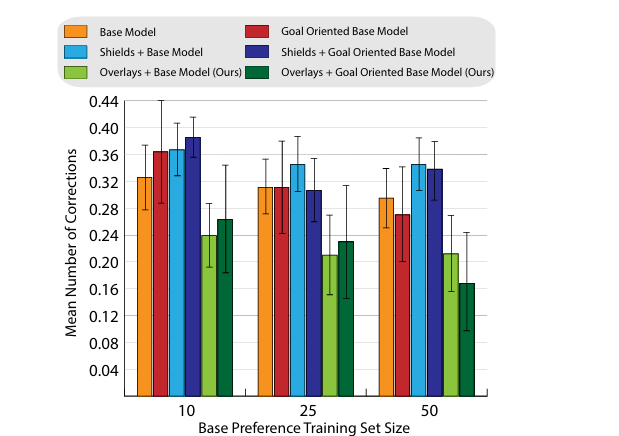 Base Model
Goal Oriented Base Model
Shields + Base Model
Shields + Goal Oriented Base Model
Overlays + Base Model (Ours)
Overlays + Goal Oriented Base Model (Ours)
0.44
0.40
0.36
0.32
0.28
0.24
0.20
0.16
0.12
0.08
0.04
Mean Number of Corrections
10 25 50
Base Preference Training Set Size